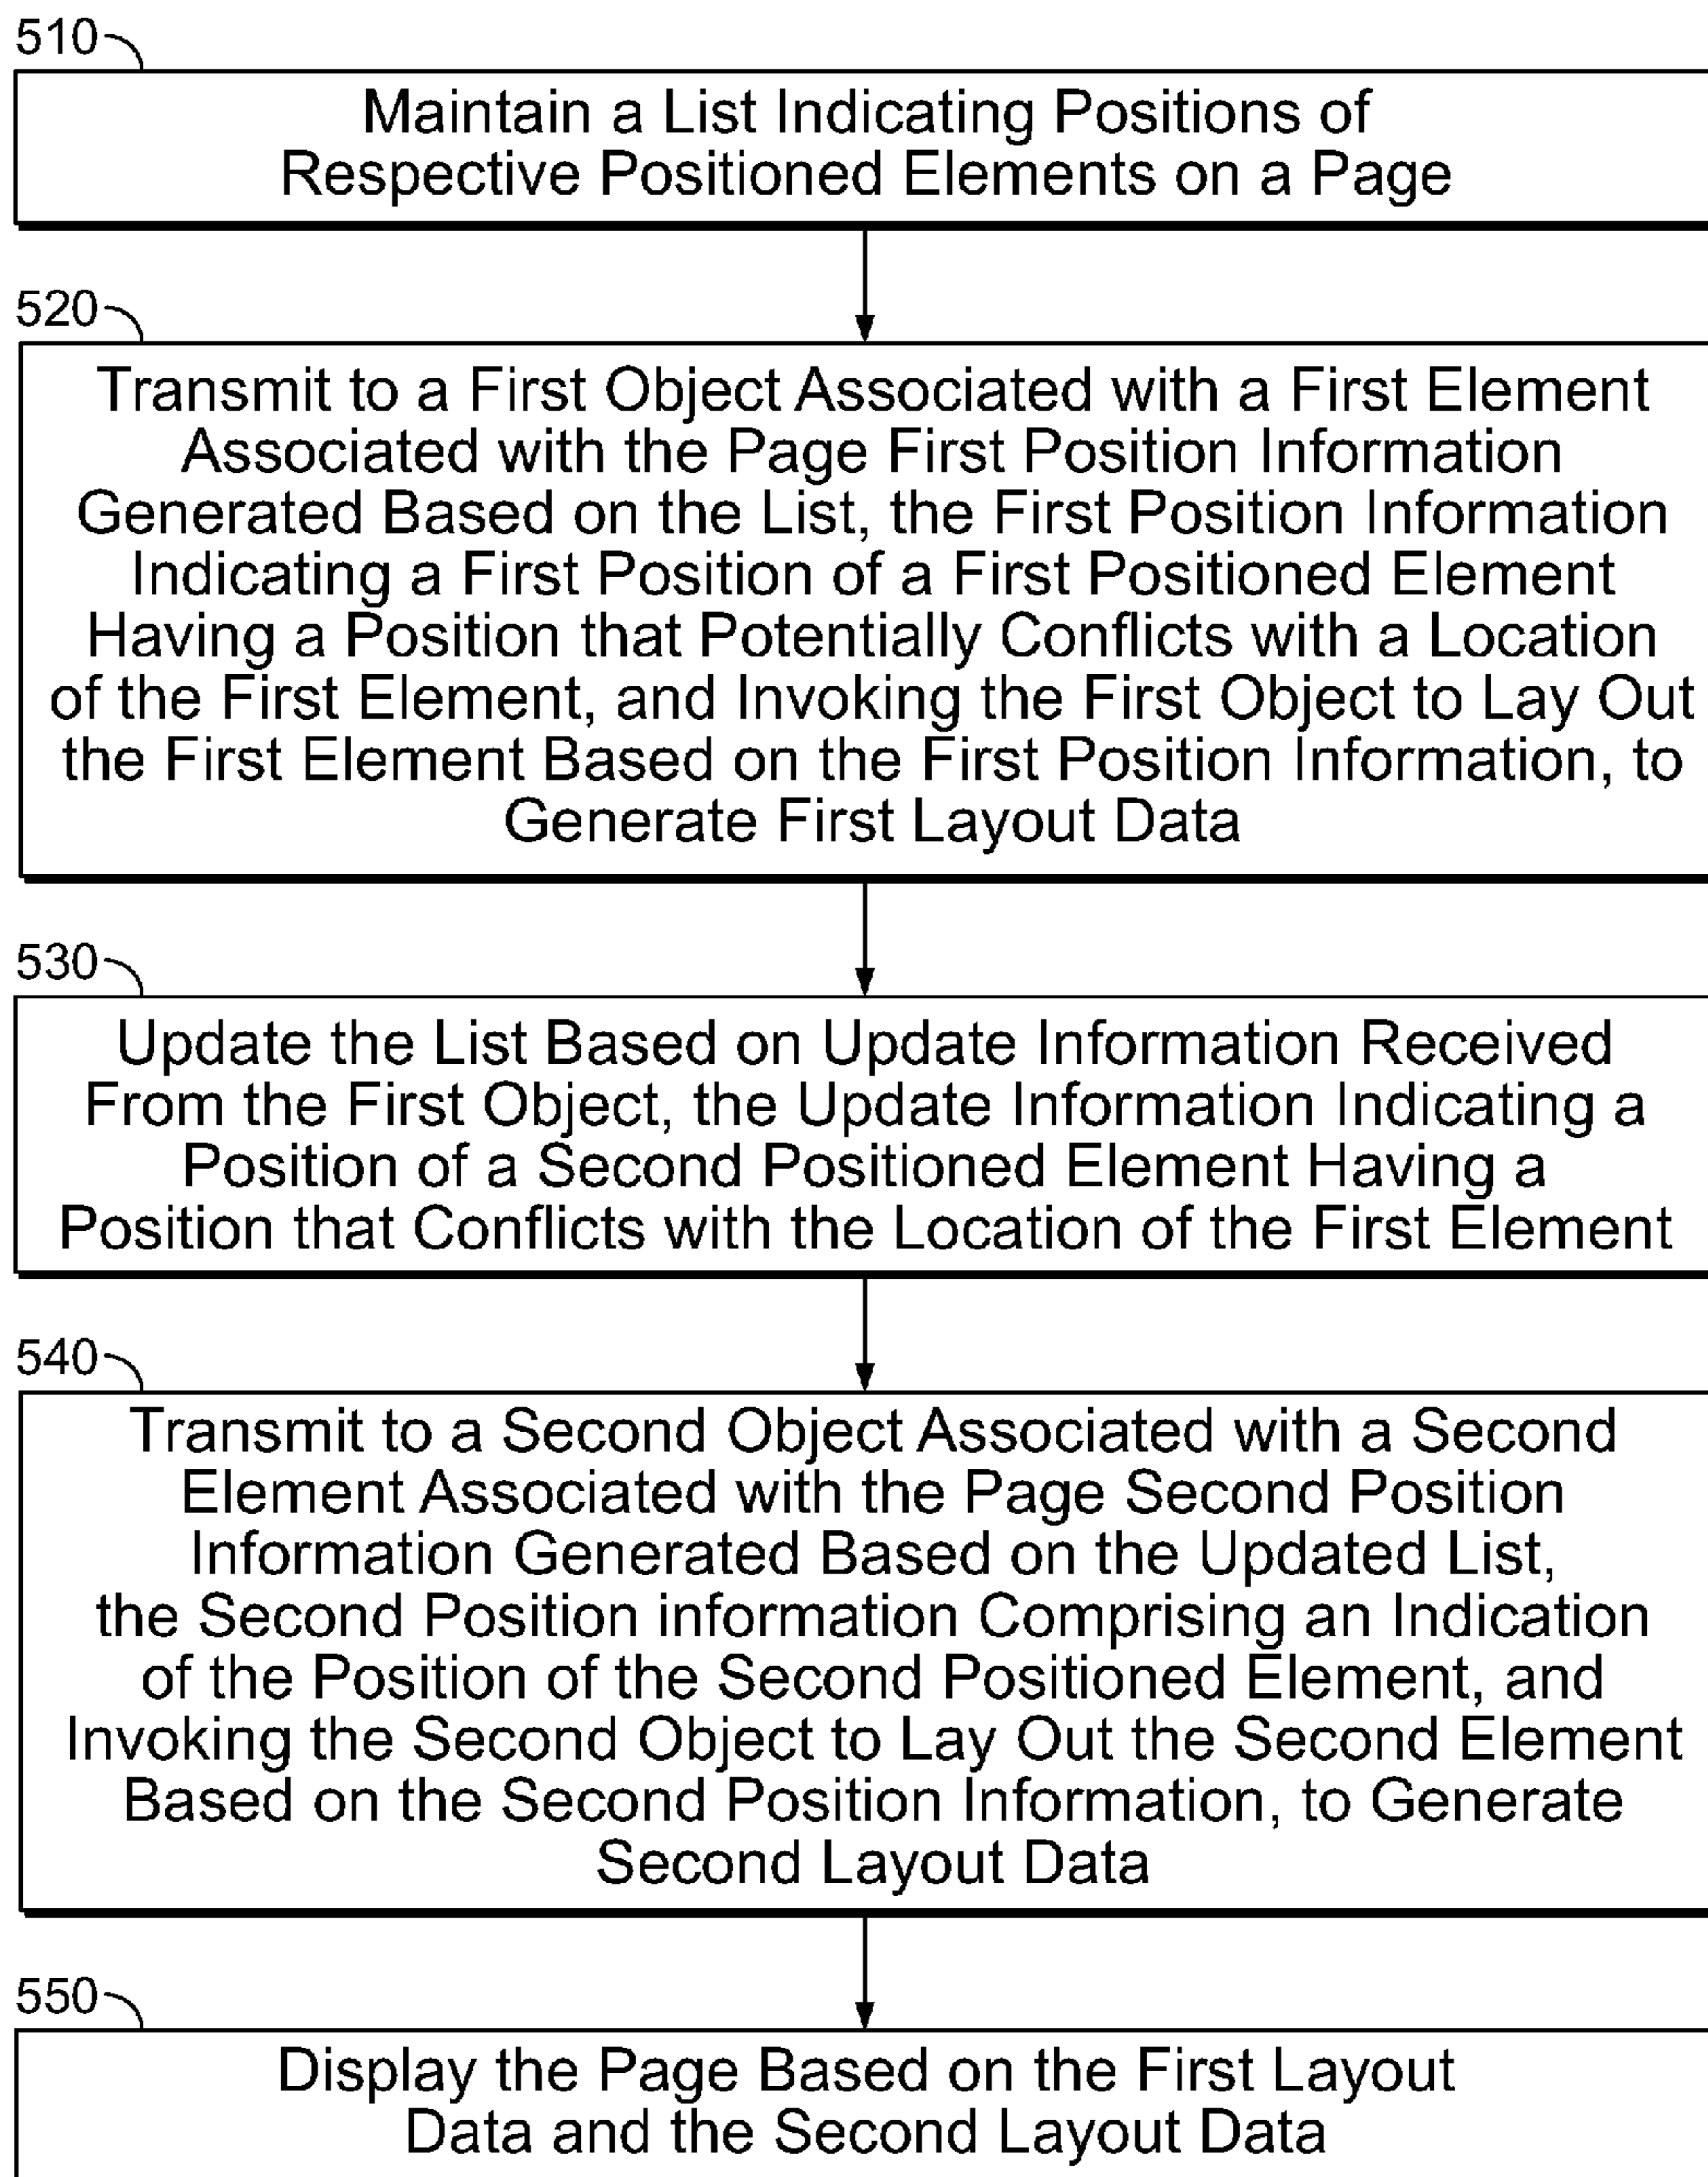 510
Maintain a List Indicating Positions of
Respective Positioned Elements on a Page
520
Transmit to a First Object Associated with a First Element
Associated with the Page First Position Information
Generated Based on the List, the First Position Information
Indicating a First Position of a First Positioned Element
Having a Position that Potentially Conflicts with a Location
of the First Element, and Invoking the First Object to Lay Out
the First Element Based on the First Position Information, to
Generate First Layout Data
530
Update the List Based on Update Information Received
From the First Object, the Update Information Indicating a
Position of a Second Positioned Element Having a
Position that Conflicts with the Location of the First Element
540
Transmit to a Second Object Associated with a Second
Element Associated with the Page Second Position
Information Generated Based on the Updated List,
the Second Position information Comprising an Indication
of the Position of the Second Positioned Element, and
Invoking the Second Object to Lay Out the Second Element
Based on the Second Position Information, to Generate
Second Layout Data
550
Display the Page Based on the First Layout
Data and the Second Layout Data